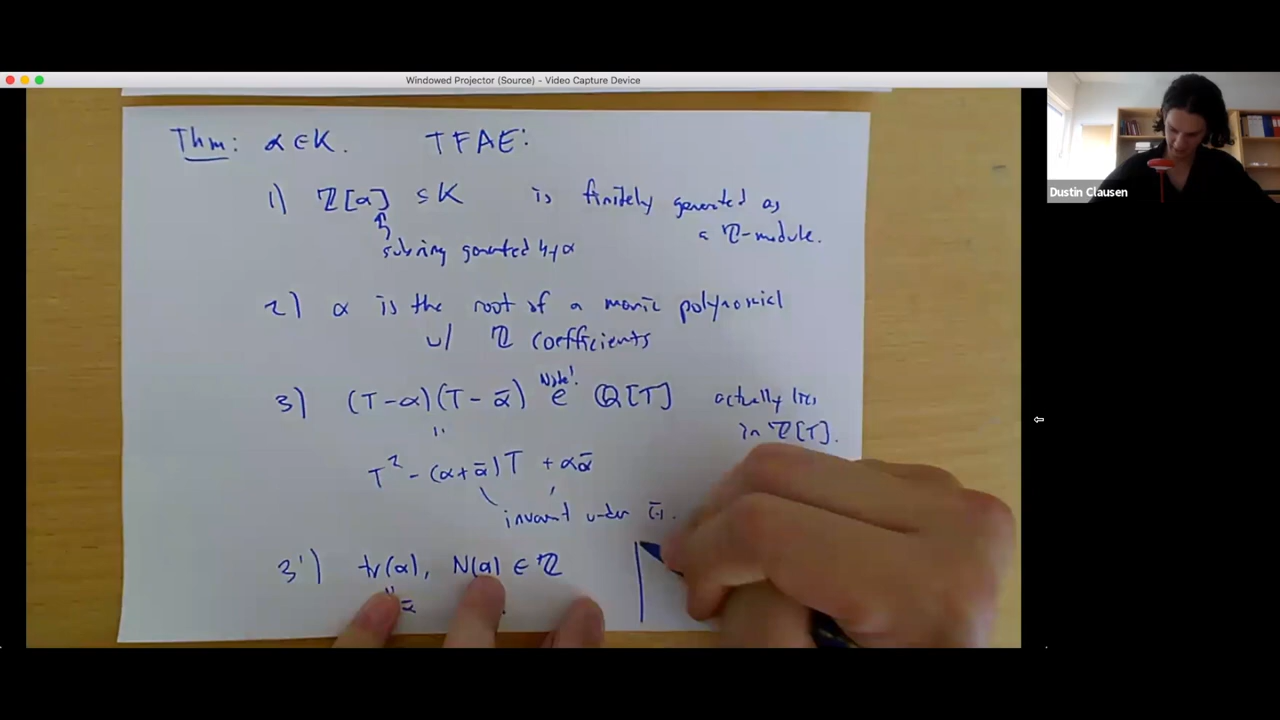 Windowed Projector (Source) - Video Capture Device
Dustin Clausen
Thm: α∈K. TFAE:
1) ℤ[α] ⊆ K is finitely generated as
a ℤ-module.
subring generated by α
2) α is the root of a monic polynomial
w/ ℤ coefficients
Note!
3) (T-α)(T-ᾱ) ∈ ℚ[T] actually lies
in ℤ[T].
T² - (α+ᾱ)T + αᾱ
invariant under
3') tr(α), N(α) ∈ ℤ